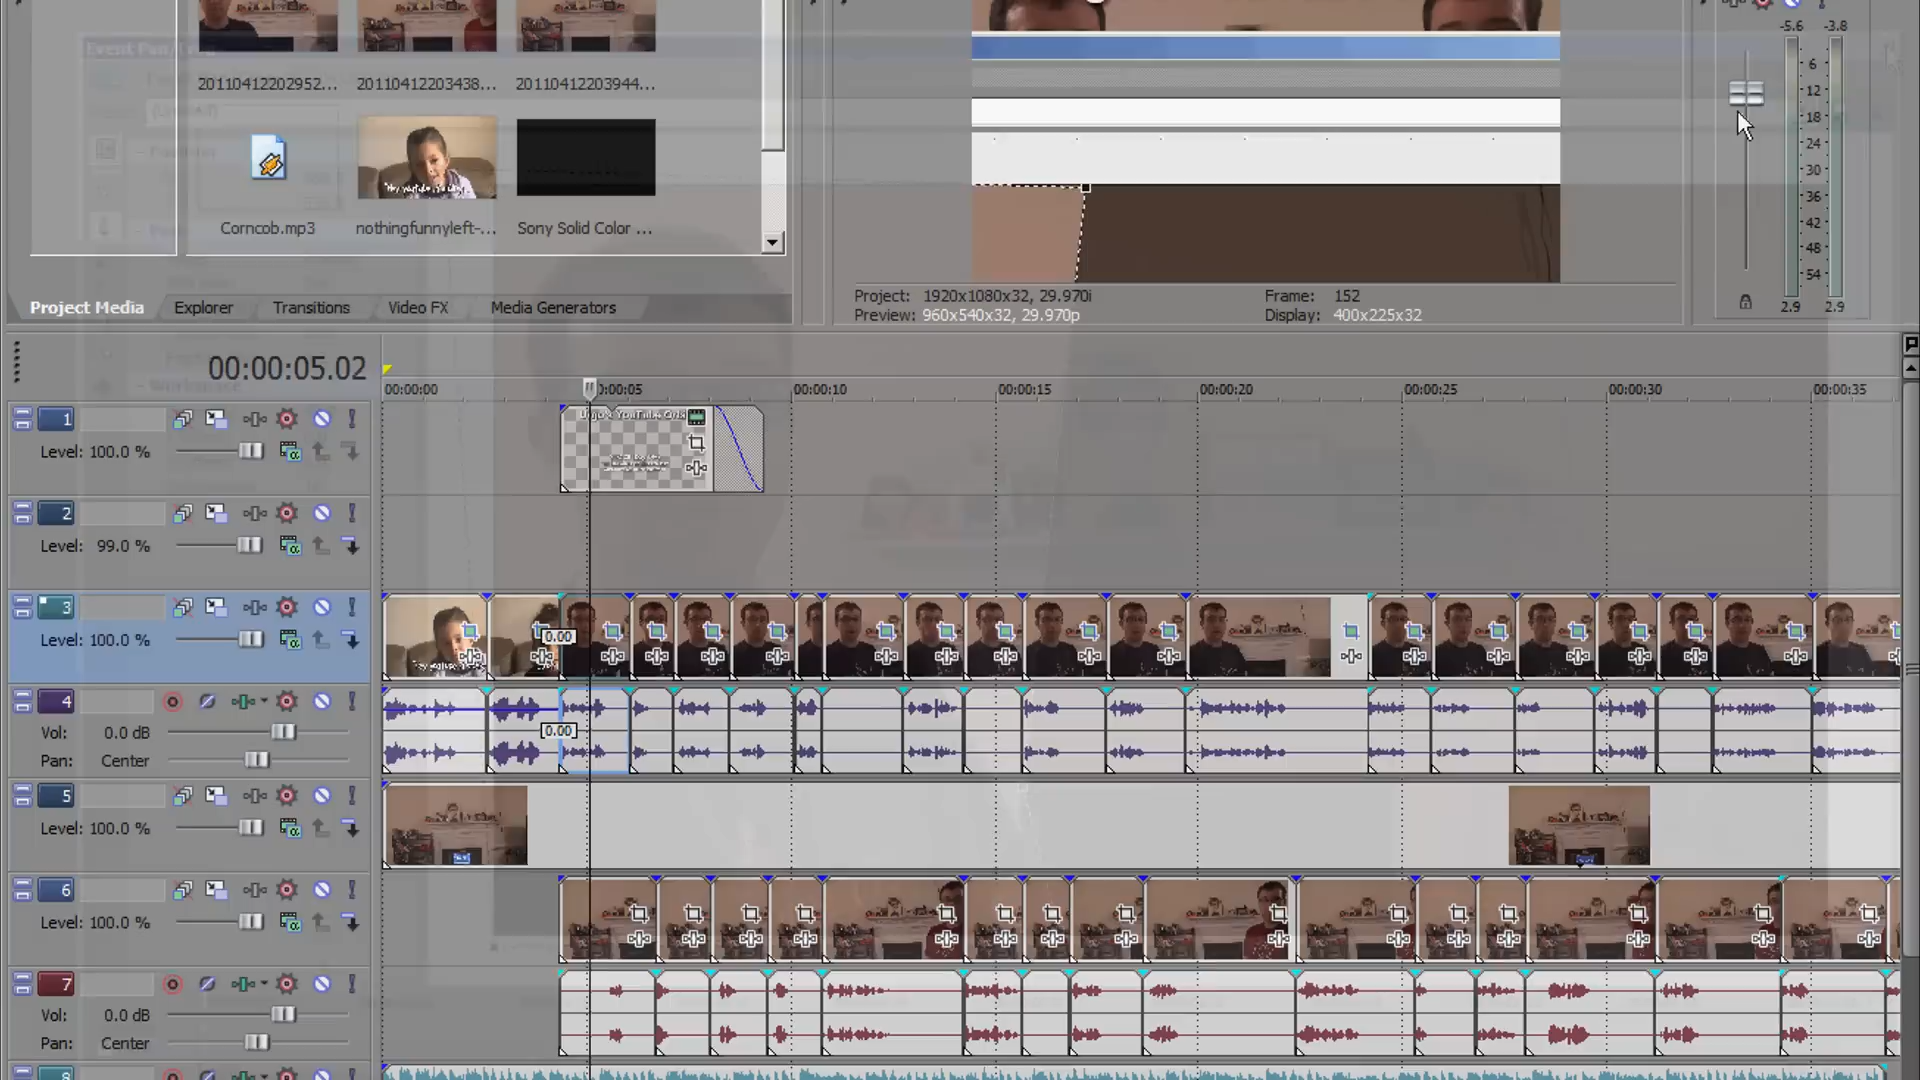 -5.6 -3.8
Event Pan/Crop
20110412202952... 20110412203438... 20110412203944...
6
12
18
24
30
36
42
48
54
2.9 2.9
Corncob.mp3 nothingfunnyleft-... Sony Solid Color ...
Project Media Explorer Transitions Video FX Media Generators
Project: 1920x1080x32, 29.970i Frame: 152
Preview: 960x540x32, 29.970p Display: 400x225x32
00:00:05.02
00:00:00 0:00:05 00:00:10 00:00:15 00:00:20 00:00:25 00:00:30 00:00:35
1
Level: 100.0 %
2
Level: 99.0 %
3
Level: 100.0 %
0.00
4
Vol: 0.0 dB
0.00
Pan: Center
5
Level: 100.0 %
6
Level: 100.0 %
7
Vol: 0.0 dB
Pan: Center
8